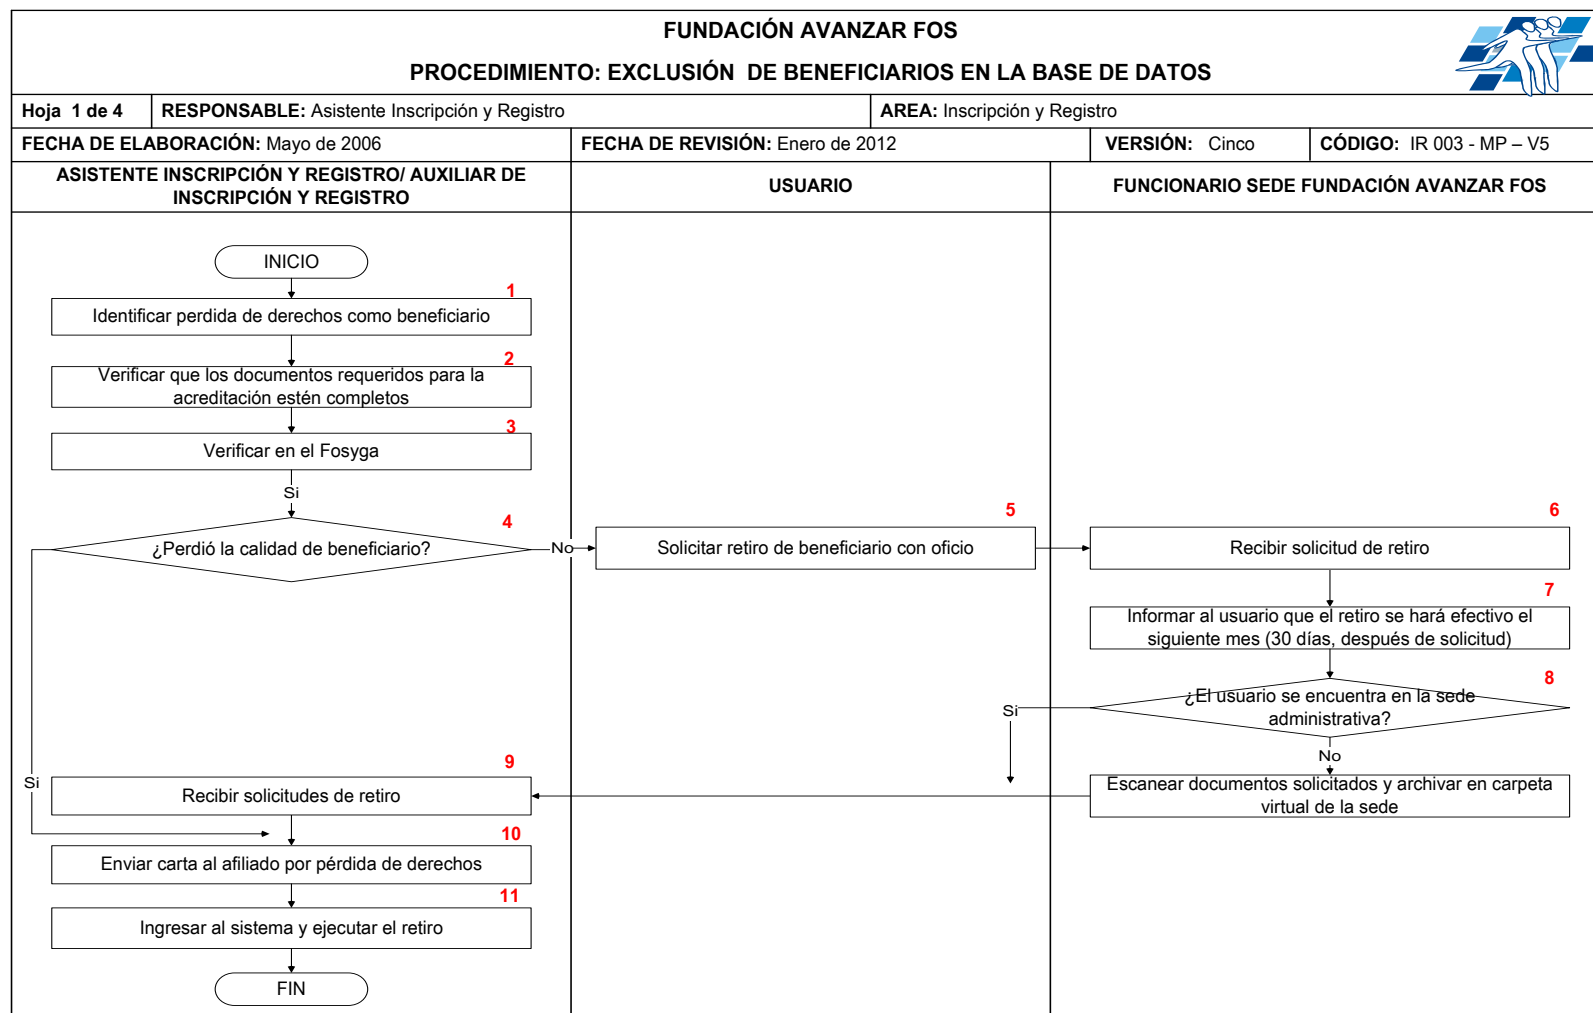 FUNDACIÓN AVANZAR FOS
PROCEDIMIENTO: EXCLUSIÓN DE BENEFICIARIOS EN LA BASE DE DATOS
Hoja 1 de 4
RESPONSABLE: Asistente Inscripción y Registro
AREA: Inscripción y Registro
FECHA DE ELABORACIÓN: Mayo de 2006
FECHA DE REVISIÓN: Enero de 2012
VERSIÓN: Cinco
CÓDIGO: IR 003 - MP – V5
ASISTENTE INSCRIPCIÓN Y REGISTRO/ AUXILIAR DE
INSCRIPCIÓN Y REGISTRO
USUARIO
FUNCIONARIO SEDE FUNDACIÓN AVANZAR FOS
INICIO
1
Identificar perdida de derechos como beneficiario
2
Verificar que los documentos requeridos para la
acreditación estén completos
3
Verificar en el Fosyga
Si
4
¿Perdió la calidad de beneficiario?
No
5
Solicitar retiro de beneficiario con oficio
6
Recibir solicitud de retiro
7
Informar al usuario que el retiro se hará efectivo el
siguiente mes (30 días, después de solicitud)
8
¿El usuario se encuentra en la sede
administrativa?
Si
No
Escanear documentos solicitados y archivar en carpeta
virtual de la sede
Si
9
Recibir solicitudes de retiro
10
Enviar carta al afiliado por pérdida de derechos
11
Ingresar al sistema y ejecutar el retiro
FIN